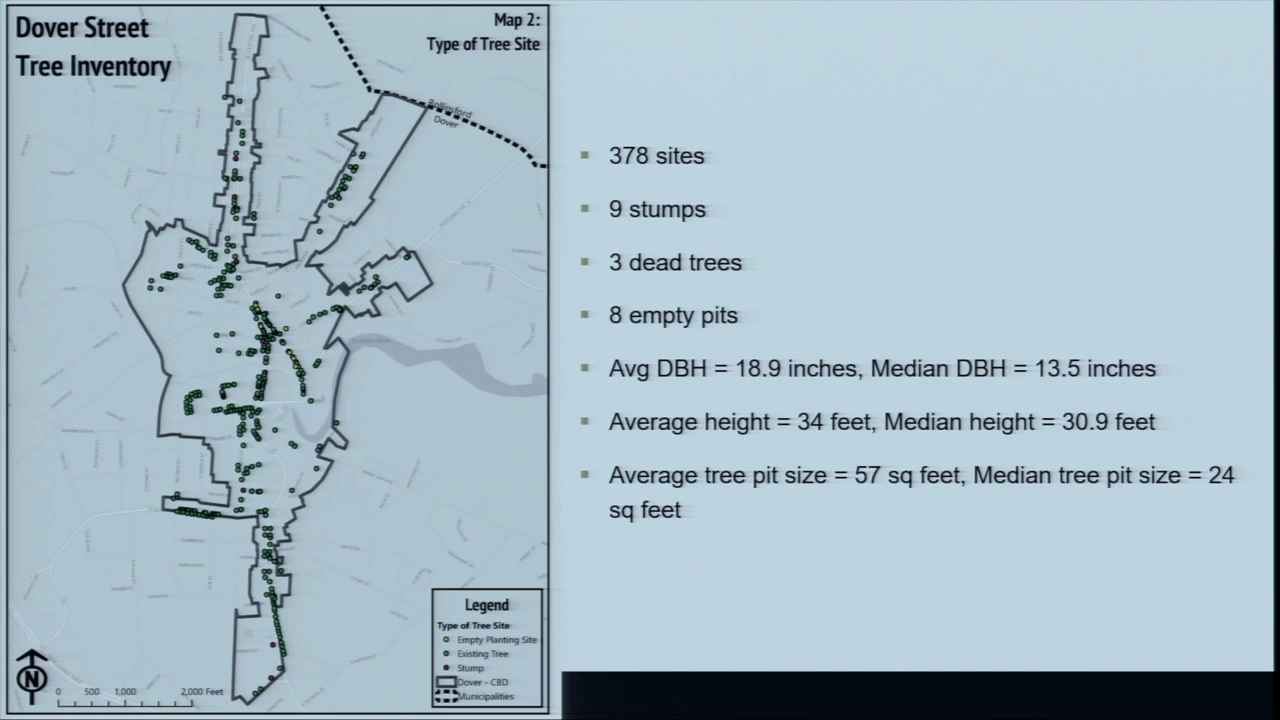 Dover Street
Tree Inventory
Map 2:
Type of Tree Site
Rollinsford
Dover
378 sites
9 stumps
3 dead trees
8 empty pits
Avg DBH = 18.9 inches, Median DBH = 13.5 inches
Average height = 34 feet, Median height = 30.9 feet
Average tree pit size = 57 sq feet, Median tree pit size = 24
sq feet
Legend
Type of Tree Site
Empty Planting Site
Existing Tree
Stump
Dover - CBD
Municipalities
N
0 500 1,000 2,000 Feet